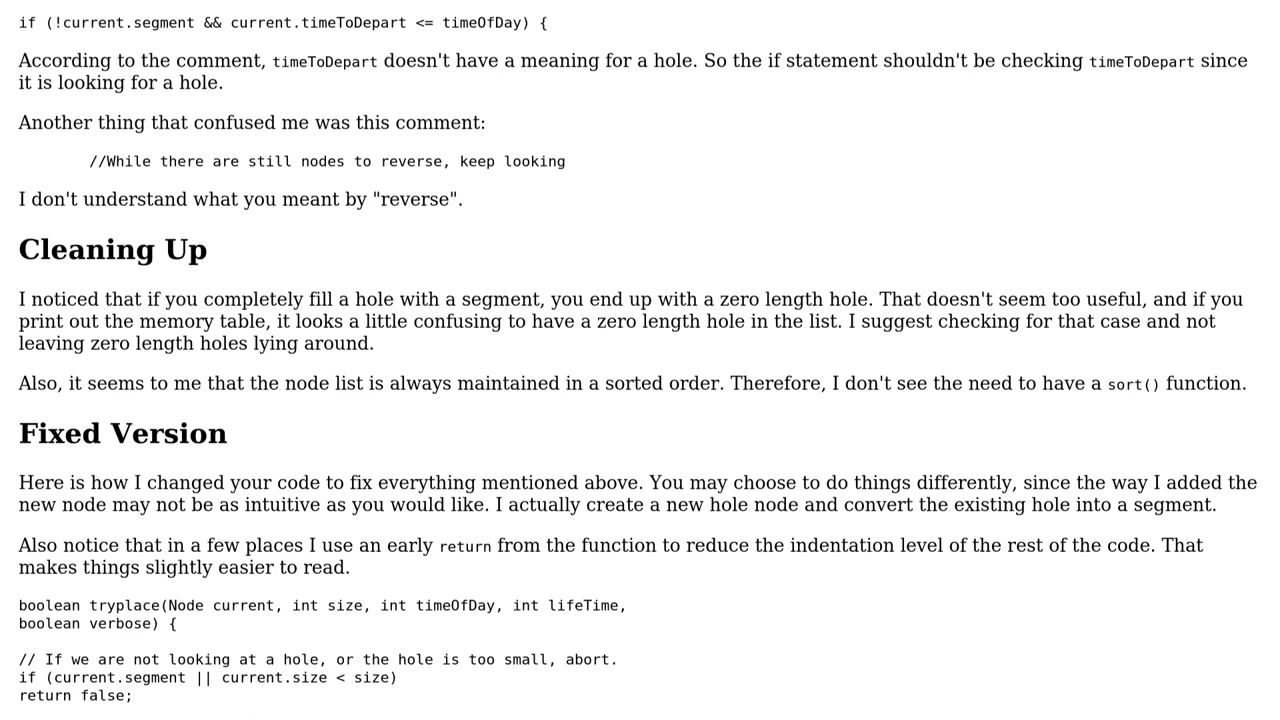 if (!current.segment && current.timeToDepart <= timeOfDay) {
According to the comment, timeToDepart doesn't have a meaning for a hole. So the if statement shouldn't be checking timeToDepart since
it is looking for a hole.
Another thing that confused me was this comment:
//While there are still nodes to reverse, keep looking
I don't understand what you meant by "reverse".
Cleaning Up
I noticed that if you completely fill a hole with a segment, you end up with a zero length hole. That doesn't seem too useful, and if you
print out the memory table, it looks a little confusing to have a zero length hole in the list. I suggest checking for that case and not
leaving zero length holes lying around.
Also, it seems to me that the node list is always maintained in a sorted order. Therefore, I don't see the need to have a sort() function.
Fixed Version
Here is how I changed your code to fix everything mentioned above. You may choose to do things differently, since the way I added the
new node may not be as intuitive as you would like. I actually create a new hole node and convert the existing hole into a segment.
Also notice that in a few places I use an early return from the function to reduce the indentation level of the rest of the code. That
makes things slightly easier to read.
boolean tryplace(Node current, int size, int timeOfDay, int lifeTime,
boolean verbose) {
// If we are not looking at a hole, or the hole is too small, abort.
if (current.segment || current.size < size)
return false;